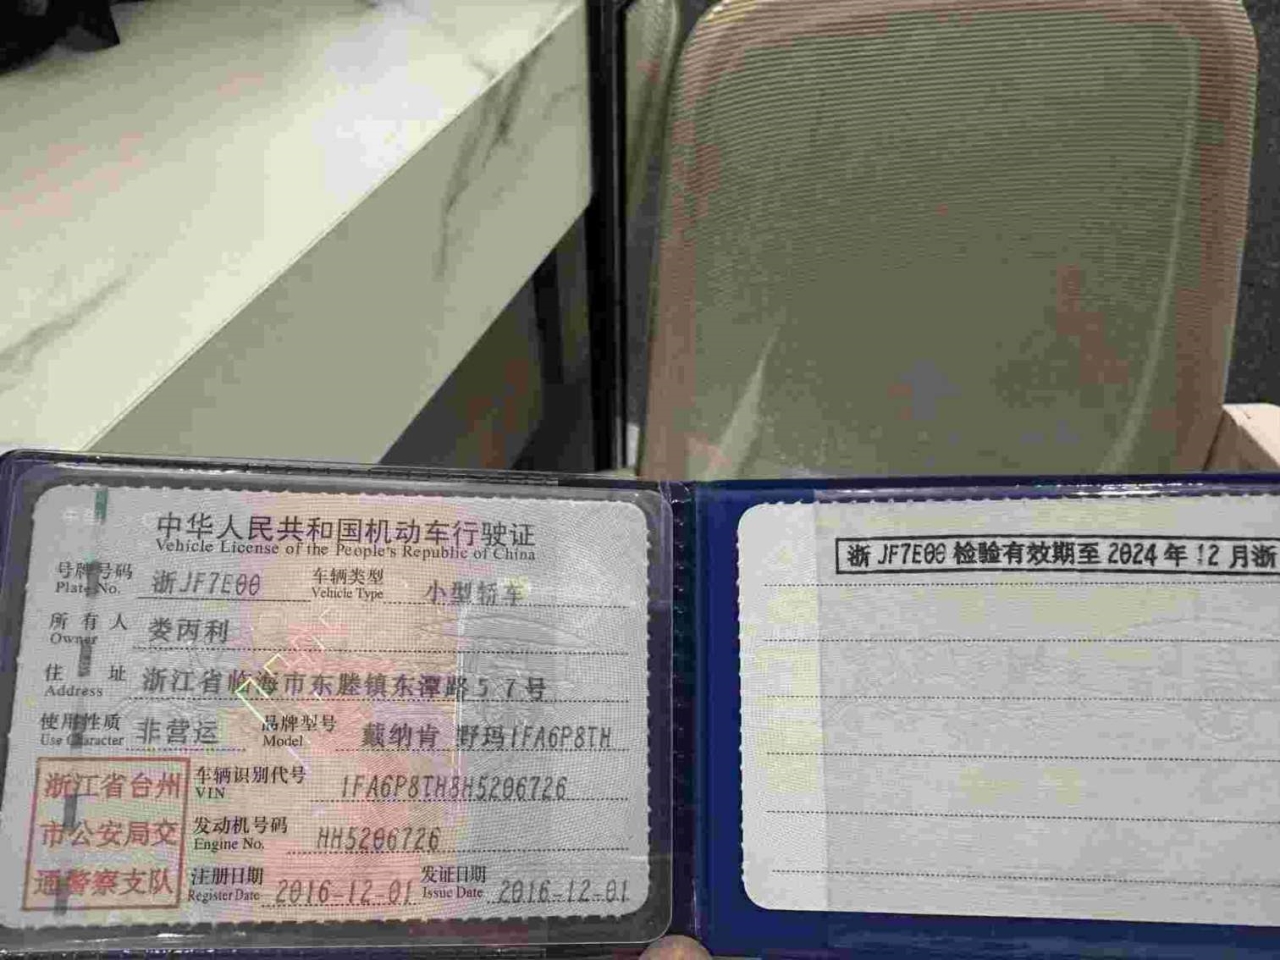 中华人民共和国机动车行驶证
Vehicle License of the People's Republic of China
号牌号码 浙JF7E00 车辆类型 小型轿车
Plate No. Vehicle Type
所有人 娄丙利
Owner
住址 浙江省临海市东塍镇东潭路57号
Address
使用性质 非营运 品牌型号 戴纳肯 野玛1FA6P8TH
Use Character Model
车辆识别代号 1FA6P8TH8H5206726
VIN
发动机号码 HH5206726
Engine No.
注册日期 2016-12-01 发证日期 2016-12-01
Register Date Issue Date
浙江省台州
市公安局交
通警察支队
浙JF7E00检验有效期至2024年12月浙